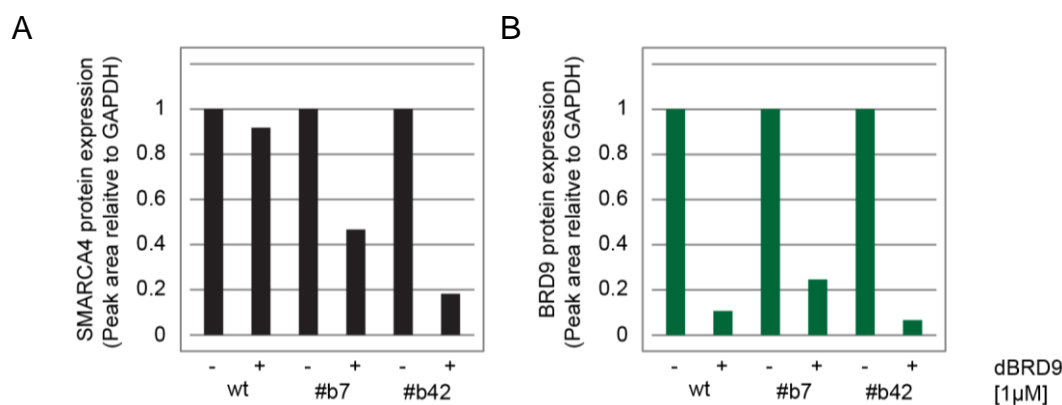 A
SMARCA4 protein expression
(Peak area relaitve to GAPDH)
1
0.8
0.6
0.4
0.2
0
- + - + - +
wt #b7 #b42
B
BRD9 protein expression
(Peak area relative to GAPDH)
1
0.8
0.6
0.4
0.2
0
- + - + - +
wt #b7 #b42
dBRD9
[1µM]